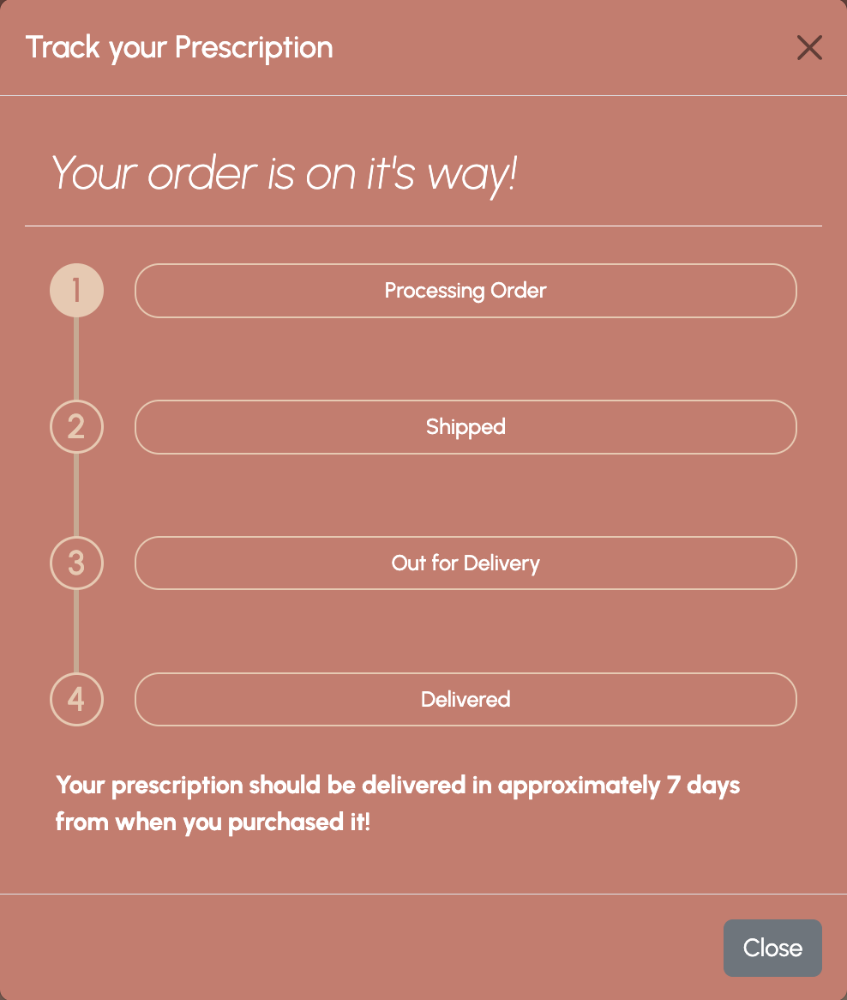 Track your Prescription
Your order is on it's way!
1
Processing Order
2
Shipped
3
Out for Delivery
4
Delivered
Your prescription should be delivered in approximately 7 days
from when you purchased it!
Close